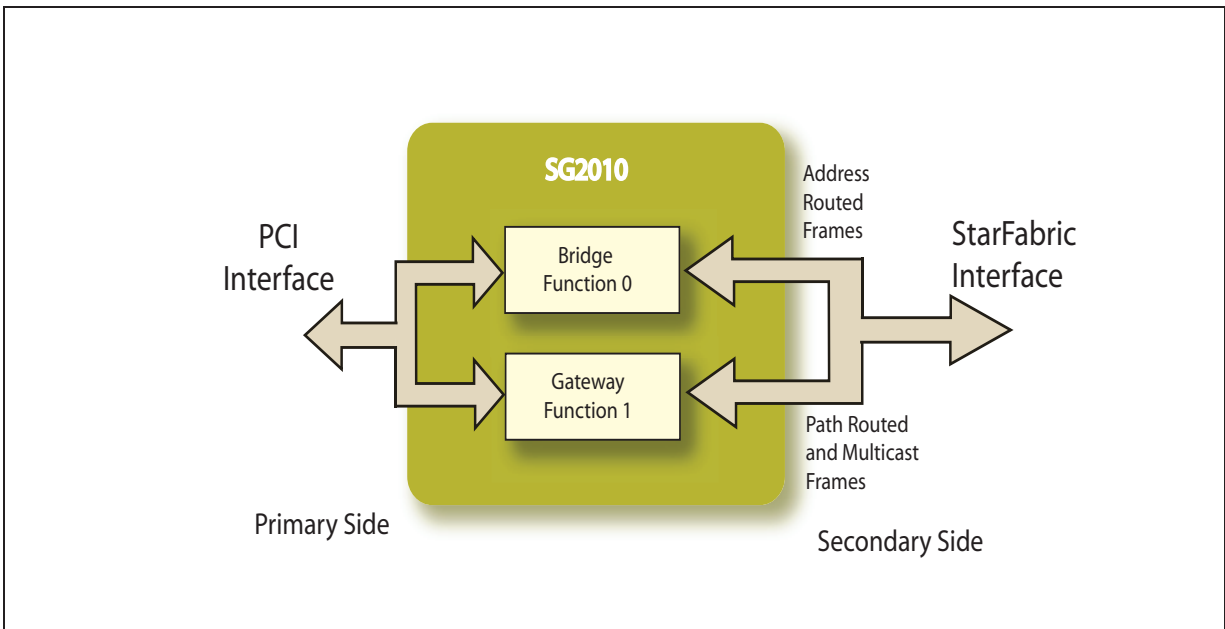 SG2010
PCI
Interface
Bridge
Function 0
Gateway
Function 1
Address
Routed
Frames
StarFabric
Interface
Path Routed
and Multicast
Frames
Primary Side
Secondary Side